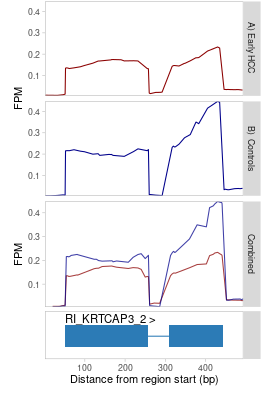 0.4
0.3
0.2
0.1
A) Early HCC
0.4
0.3
0.2
0.1
B) Controls
FPM
0.4
0.3
0.2
0.1
Combined
FPM
RI_KRTCAP3_2 >
100 200 300 400
Distance from region start (bp)